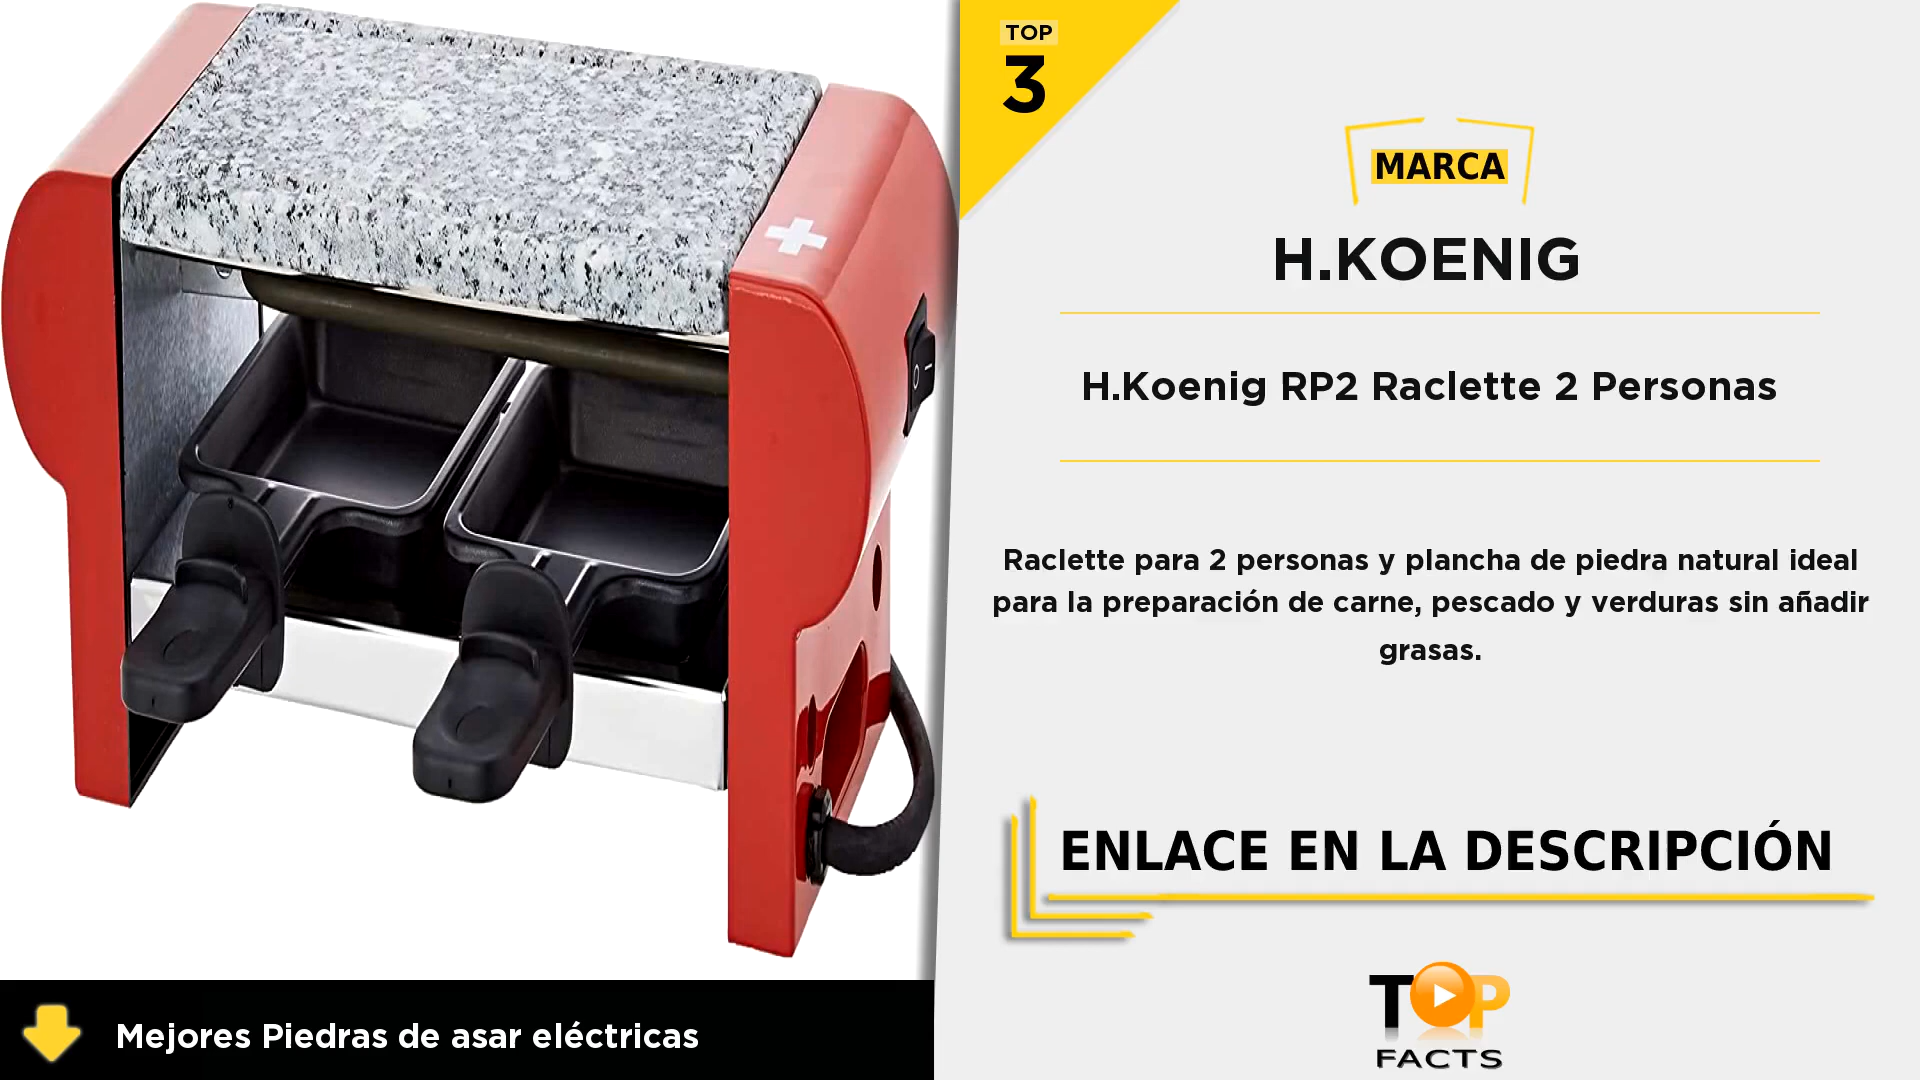 TOP
3
MARCA
H.KOENIG
H.Koenig RP2 Raclette 2 Personas
Raclette para 2 personas y plancha de piedra natural ideal
para la preparación de carne, pescado y verduras sin añadir
grasas.
ENLACE EN LA DESCRIPCIÓN
TOP
FACTS
Mejores Piedras de asar eléctricas